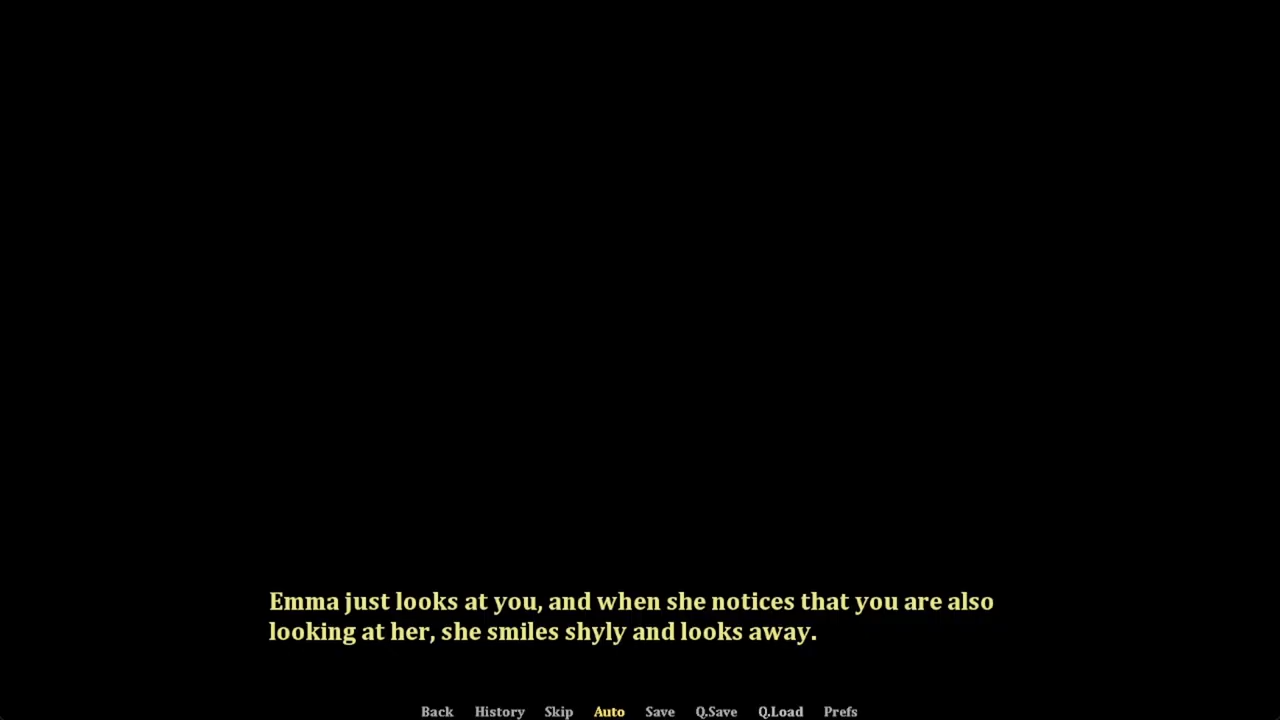 Emma just looks at you, and when she notices that you are also
looking at her, she smiles shyly and looks away.
Back History Skip Auto Save Q.Save Q.Load Prefs